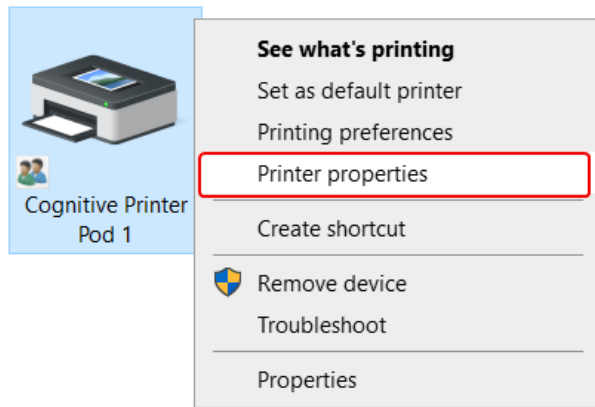 Cognitive Printer
Pod 1
See what's printing
Set as default printer
Printing preferences
Printer properties
Create shortcut
Remove device
Troubleshoot
Properties